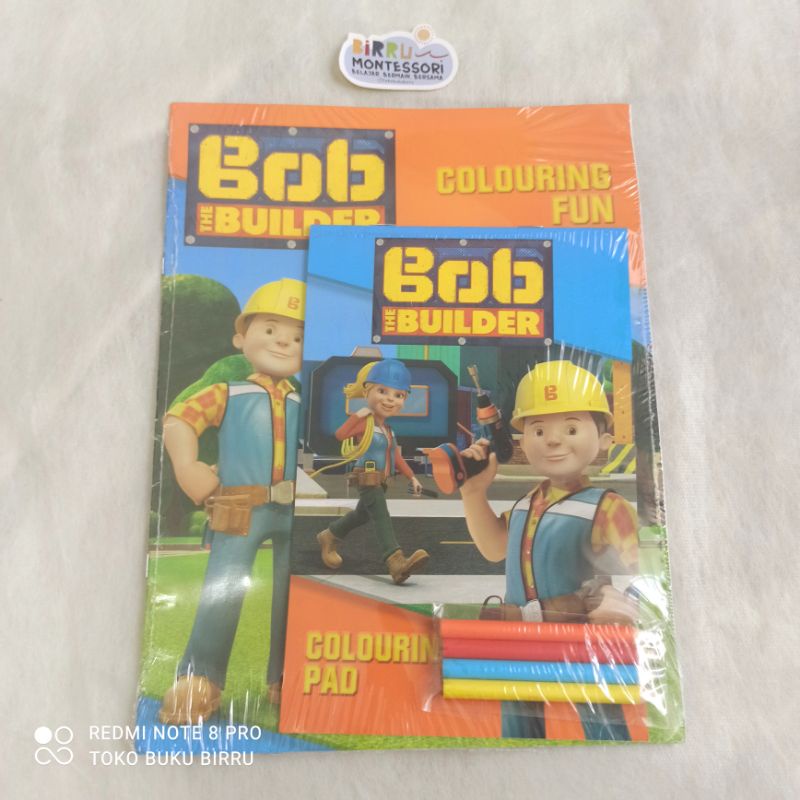 BIRRU
MONTESSORI
BELAJAR BERMAIN BERSAMA
Bob
THE BUILDER
COLOURING
FUN
B
Bob
THE BUILDER
B
COLOURIN
PAD
REDMI NOTE 8 PRO
TOKO BUKU BIRRU